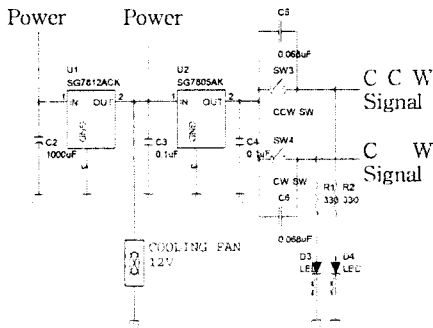 Power Power
C5
U1 U2
SG7812ACK SG7805AK
0.068uF
SW3
1 IN OUT 2 1 IN OUT 2
C C W
Signal
CCW SW
GND GND
C2 C3 C4 SW4
1000uF 0.1uF 0.1uF
C W
Signal
CW SW
R1 R2
C6 330 330
0.068uF
COOLING FAN
12V
D3 D4
LED LED